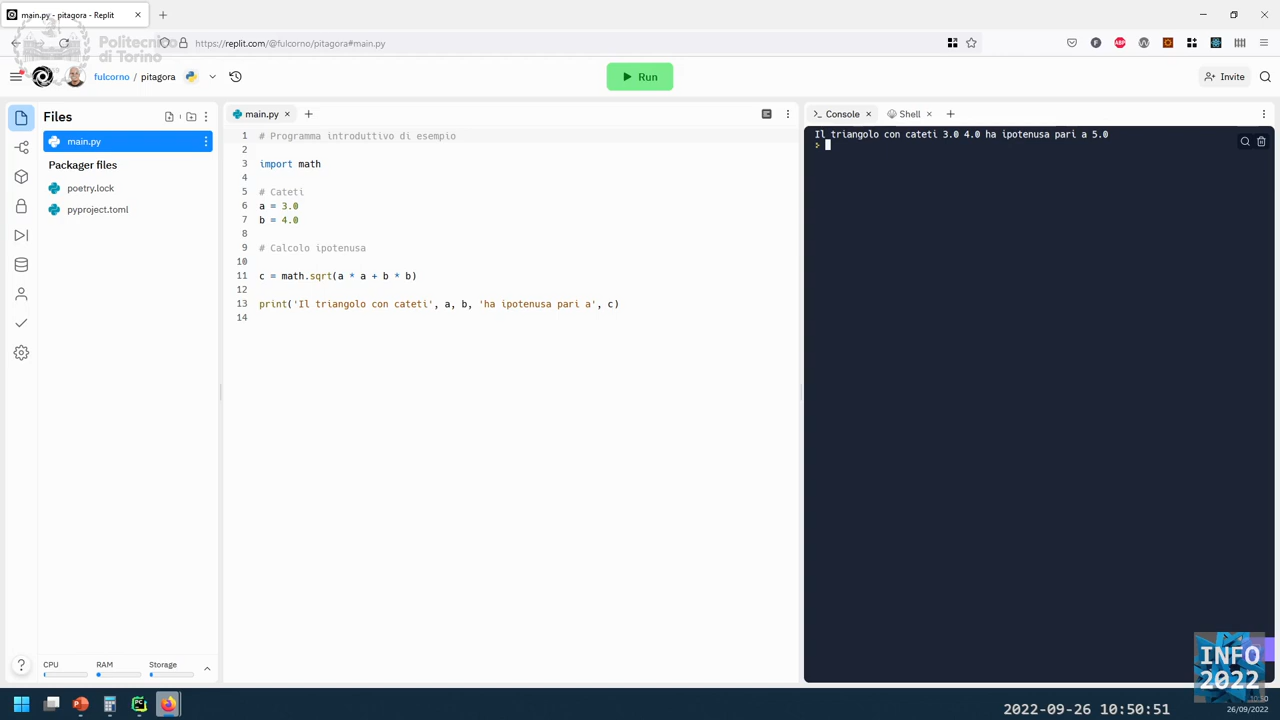 main.py - pitagora - Replit
Politecnico
di Torino
https://replit.com/@fulcorno/pitagora#main.py
fulcorno / pitagora
Run
Invite
Files
main.py
Packager files
poetry.lock
pyproject.toml
CPU
RAM
Storage
main.py
1 # Programma introduttivo di esempio
2
3 import math
4
5 # Cateti
6 a = 3.0
7 b = 4.0
8
9 # Calcolo ipotenusa
10
11 c = math.sqrt(a * a + b * b)
12
13 print('Il triangolo con cateti', a, b, 'ha ipotenusa pari a', c)
14
Console
Shell
Il triangolo con cateti 3.0 4.0 ha ipotenusa pari a 5.0
INFO
2022
2022-09-26 10:50:51
26/09/2022